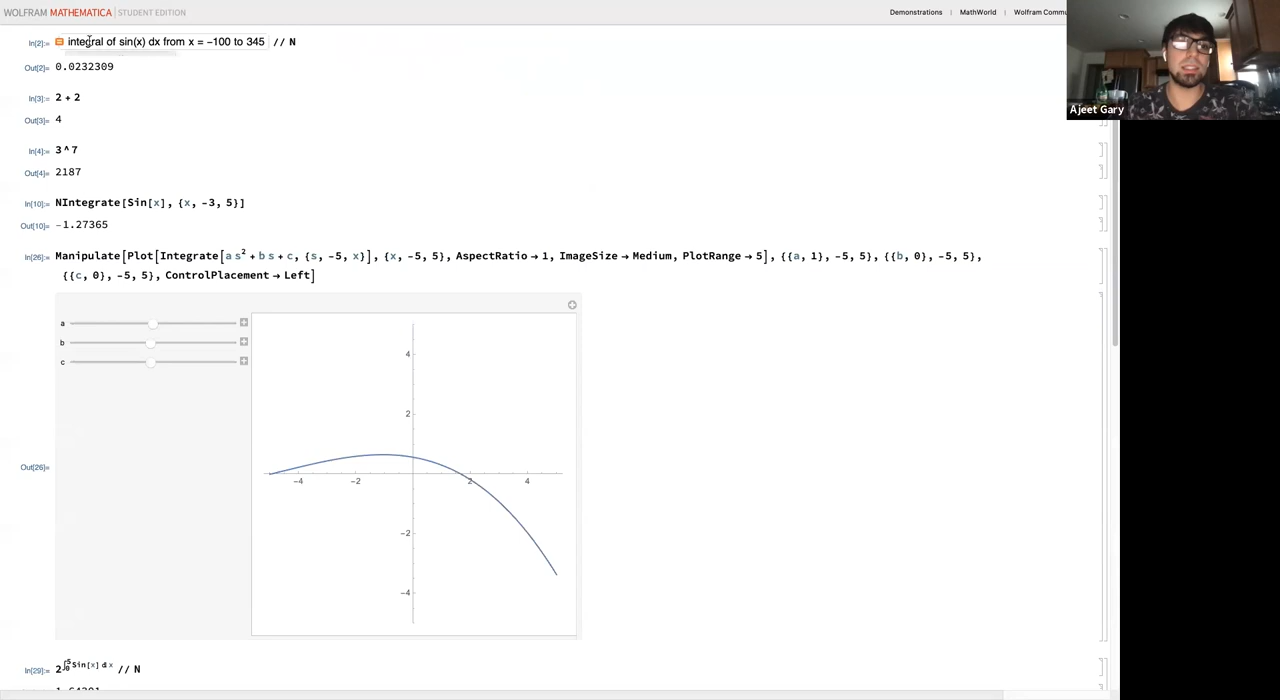 WOLFRAM MATHEMATICA | STUDENT EDITION
Demonstrations | MathWorld | Wolfram Commu
In[2]:= integral of sin(x) dx from x = −100 to 345 // N
Out[2]= 0.0232309
In[3]:= 2 + 2
Out[3]= 4
In[4]:= 3 ^ 7
Out[4]= 2187
In[10]:= NIntegrate[Sin[x], {x, -3, 5}]
Out[10]= -1.27365
In[26]:= Manipulate[Plot[Integrate[a s² + b s + c, {s, -5, x}], {x, -5, 5}, AspectRatio → 1, ImageSize → Medium, PlotRange → 5], {{a, 1}, -5, 5}, {{b, 0}, -5, 5},
{{c, 0}, -5, 5}, ControlPlacement → Left]
a
b
c
4
2
-4 -2 2 4
-2
-4
Out[26]=
In[29]:= 2^∫₀⁵ Sin[x] ⅆx // N
Ajeet Gary